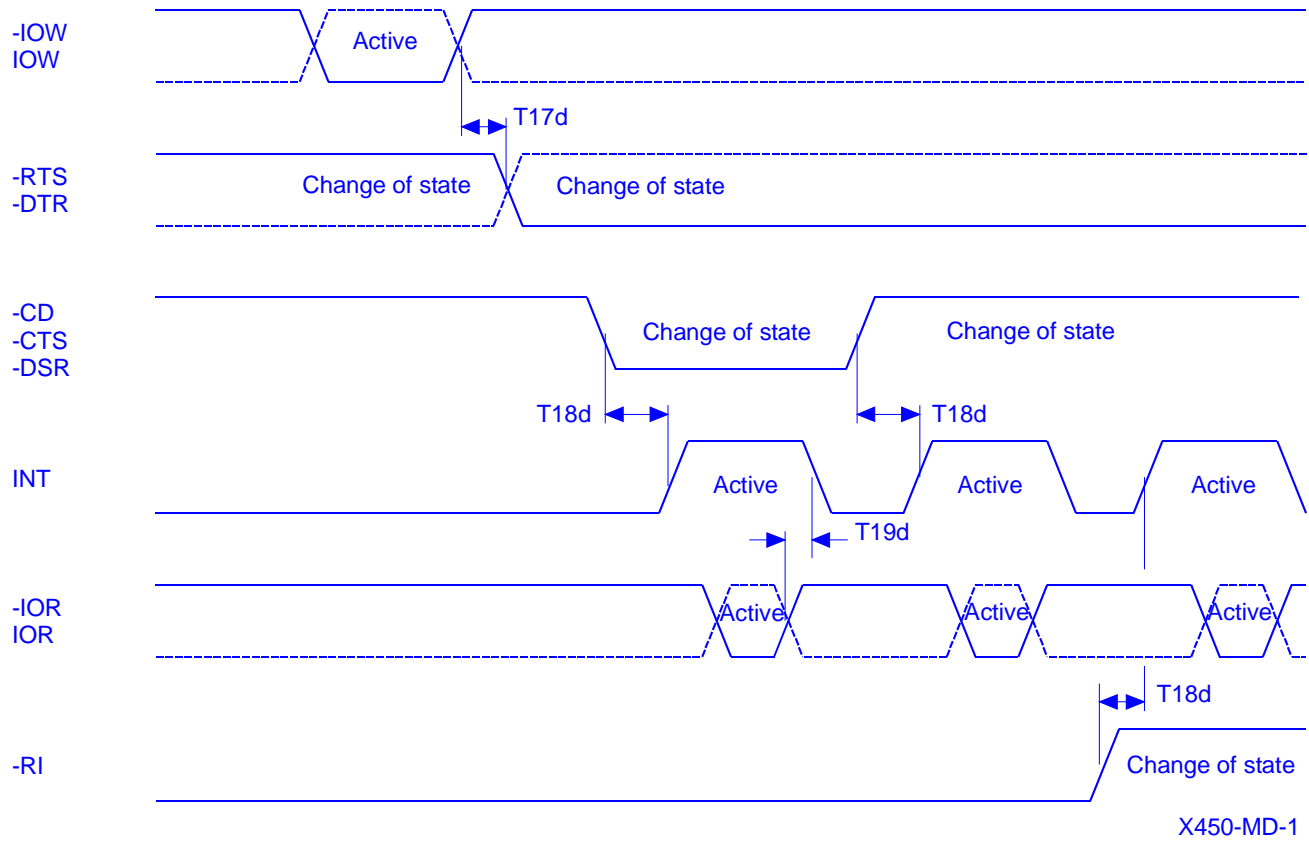 -IOW
IOW
Active
T17d
-RTS
-DTR
Change of state
Change of state
-CD
-CTS
-DSR
Change of state
Change of state
T18d
T18d
INT
Active
Active
Active
T19d
-IOR
IOR
Active
Active
Active
T18d
-RI
Change of state
X450-MD-1